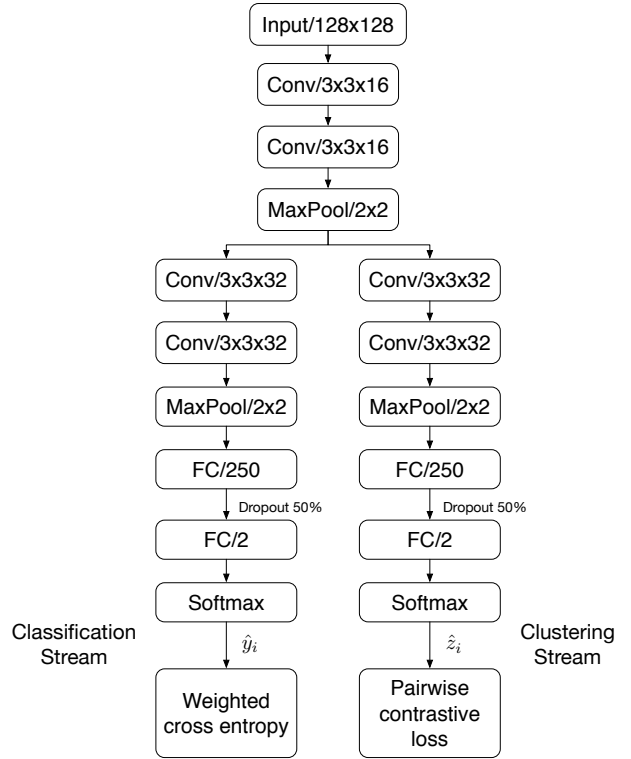 Input/128x128
Conv/3x3x16
Conv/3x3x16
MaxPool/2x2
Conv/3x3x32
Conv/3x3x32
MaxPool/2x2
FC/250
Dropout 50%
FC/2
Softmax
Classification
Stream
ŷᵢ
Weighted
cross entropy
Conv/3x3x32
Conv/3x3x32
MaxPool/2x2
FC/250
Dropout 50%
FC/2
Softmax
Clustering
Stream
ẑᵢ
Pairwise
contrastive
loss